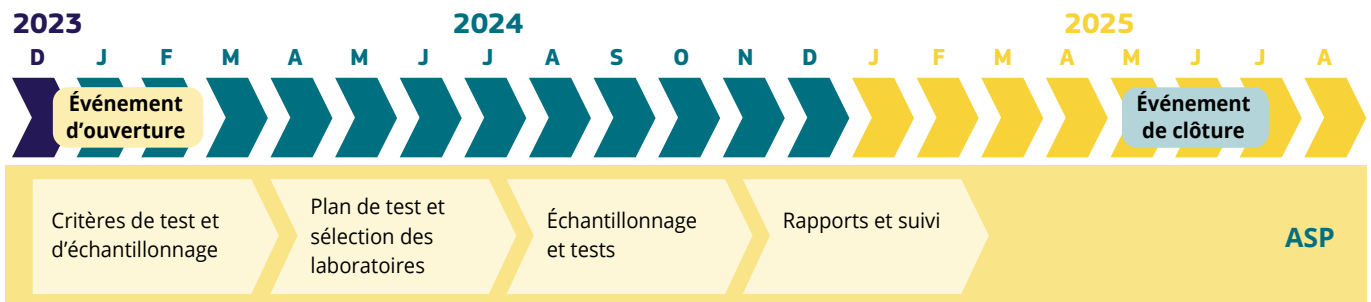 2023 2024 2025
D J F M A M J J A S O N D J F M A M J J A
Événement
d'ouverture
Événement
de clôture
Critères de test et
d'échantillonnage
Plan de test et
sélection des
laboratoires
Échantillonnage
et tests
Rapports et suivi
ASP